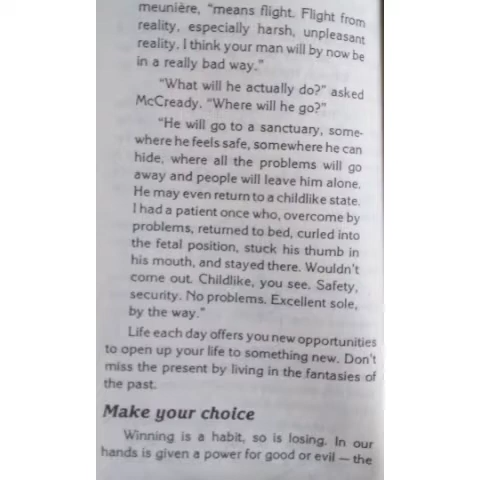 meunière, "means flight. Flight from
reality, especially harsh, unpleasant
reality. I think your man will by now be
in a really bad way."
"What will he actually do?" asked
McCready. "Where will he go?"
"He will go to a sanctuary, some-
where he feels safe, somewhere he can
hide, where all the problems will go
away and people will leave him alone.
He may even return to a childlike state.
I had a patient once who, overcome by
problems, returned to bed, curled into
the fetal position, stuck his thumb in
his mouth, and stayed there. Wouldn't
come out. Childlike, you see. Safety,
security. No problems. Excellent sole,
by the way."
Life each day offers you new opportunities
to open up your life to something new. Don't
miss the present by living in the fantasies of
the past.
Make your choice
Winning is a habit, so is losing. In our
hands is given a power for good or evil — the